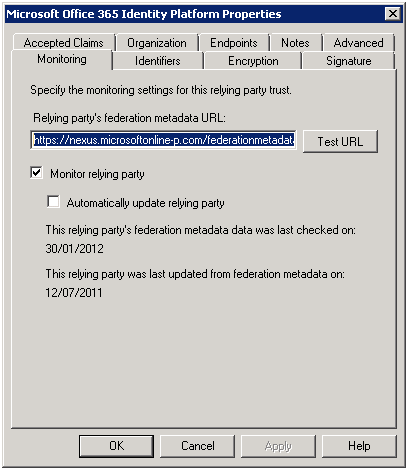 Microsoft Office 365 Identity Platform Properties
Accepted Claims Organization Endpoints Notes Advanced
Monitoring Identifiers Encryption Signature
Specify the monitoring settings for this relying party trust.
Relying party's federation metadata URL:
https://nexus.microsoftonline-p.com/federationmetadata Test URL
Monitor relying party
Automatically update relying party
This relying party's federation metadata data was last checked on:
30/01/2012
This relying party was last updated from federation metadata on:
12/07/2011
OK Cancel Apply Help